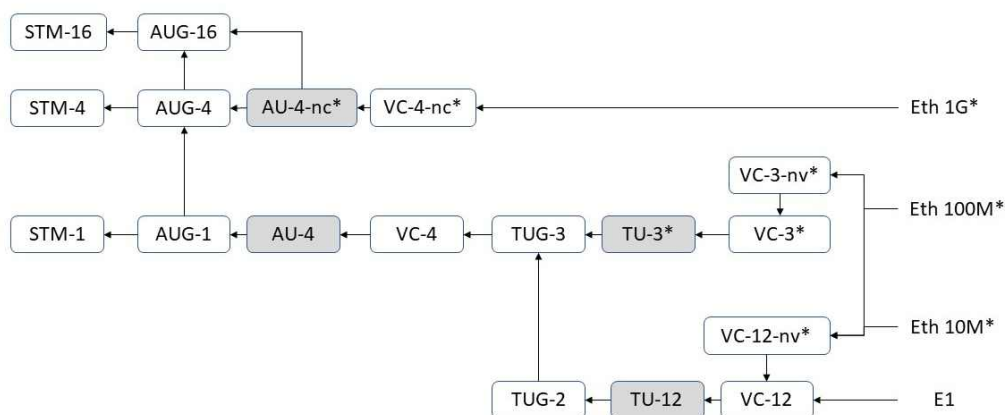 STM-16 AUG-16
STM-4 AUG-4 AU-4-nc* VC-4-nc* Eth 1G*
VC-3-nv*
Eth 100M*
STM-1 AUG-1 AU-4 VC-4 TUG-3 TU-3* VC-3*
Eth 10M*
VC-12-nv*
TUG-2 TU-12 VC-12 E1